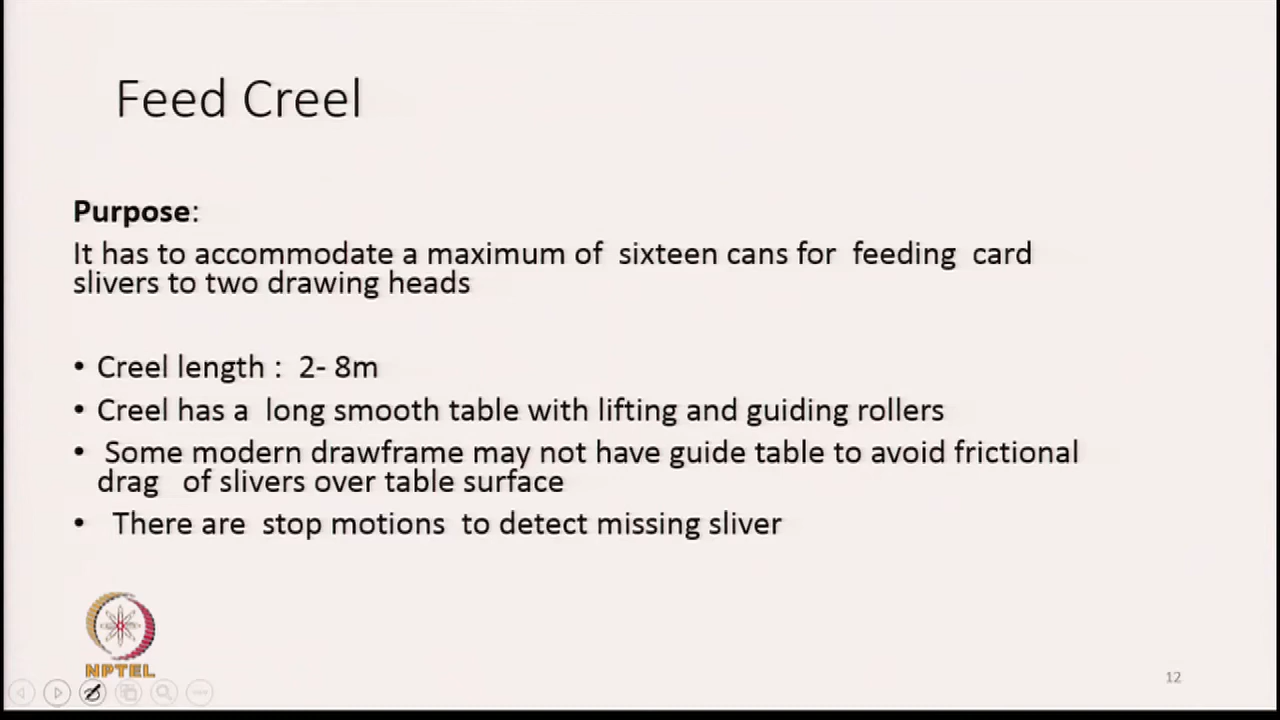 Feed Creel
Purpose:
It has to accommodate a maximum of sixteen cans for feeding card
slivers to two drawing heads
• Creel length : 2- 8m
• Creel has a long smooth table with lifting and guiding rollers
• Some modern drawframe may not have guide table to avoid frictional
drag of slivers over table surface
• There are stop motions to detect missing sliver
NPTEL
12